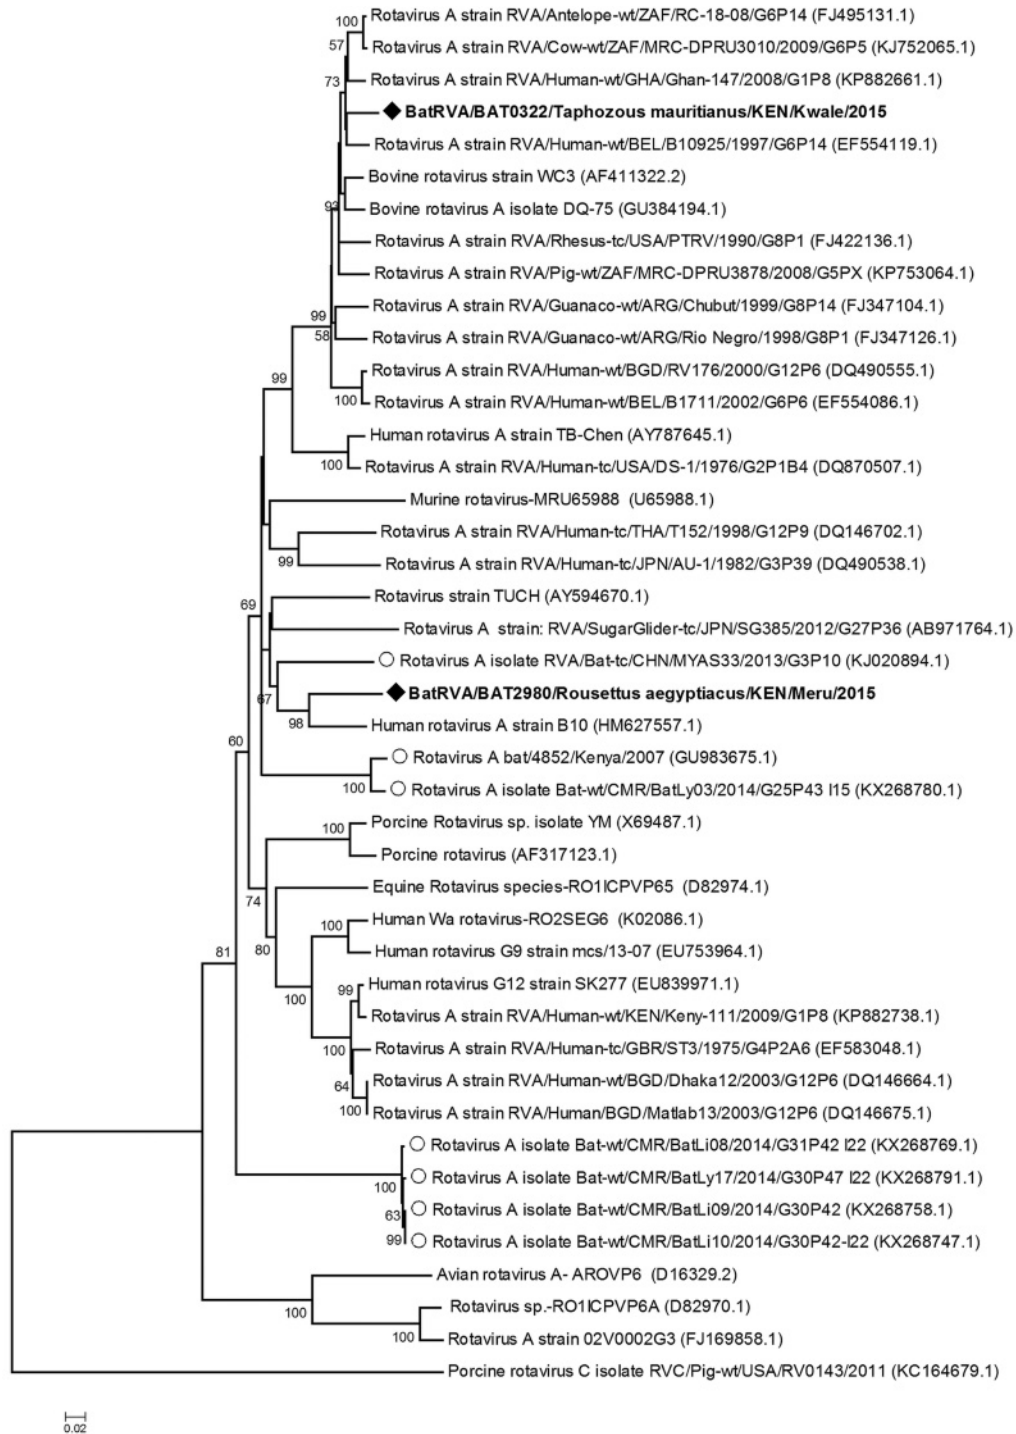 Rotavirus A strain RVA/Antelope-wt/ZAF/RC-18-08/G6P14 (FJ495131.1)
100
57
Rotavirus A strain RVA/Cow-wt/ZAF/MRC-DPRU3010/2009/G6P5 (KJ752065.1)
73
Rotavirus A strain RVA/Human-wt/GHA/Ghan-147/2008/G1P8 (KP882661.1)
BatRVA/BAT0322/Taphozous mauritianus/KEN/Kwale/2015
Rotavirus A strain RVA/Human-wt/BEL/B10925/1997/G6P14 (EF554119.1)
Bovine rotavirus strain WC3 (AF411322.2)
93
Bovine rotavirus A isolate DQ-75 (GU384194.1)
Rotavirus A strain RVA/Rhesus-tc/USA/PTRV/1990/G8P1 (FJ422136.1)
Rotavirus A strain RVA/Pig-wt/ZAF/MRC-DPRU3878/2008/G5PX (KP753064.1)
Rotavirus A strain RVA/Guanaco-wt/ARG/Chubut/1999/G8P14 (FJ347104.1)
99
58
Rotavirus A strain RVA/Guanaco-wt/ARG/Rio Negro/1998/G8P1 (FJ347126.1)
Rotavirus A strain RVA/Human-wt/BGD/RV176/2000/G12P6 (DQ490555.1)
99
100
Rotavirus A strain RVA/Human-wt/BEL/B1711/2002/G6P6 (EF554086.1)
Human rotavirus A strain TB-Chen (AY787645.1)
100
Rotavirus A strain RVA/Human-tc/USA/DS-1/1976/G2P1B4 (DQ870507.1)
Murine rotavirus-MRU65988 (U65988.1)
Rotavirus A strain RVA/Human-tc/THA/T152/1998/G12P9 (DQ146702.1)
99
Rotavirus A strain RVA/Human-tc/JPN/AU-1/1982/G3P39 (DQ490538.1)
Rotavirus strain TUCH (AY594670.1)
69
Rotavirus A strain: RVA/SugarGlider-tc/JPN/SG385/2012/G27P36 (AB971764.1)
Rotavirus A isolate RVA/Bat-tc/CHN/MYAS33/2013/G3P10 (KJ020894.1)
67
BatRVA/BAT2980/Rousettus aegyptiacus/KEN/Meru/2015
98
Human rotavirus A strain B10 (HM627557.1)
60
Rotavirus A bat/4852/Kenya/2007 (GU983675.1)
100
Rotavirus A isolate Bat-wt/CMR/BatLy03/2014/G25P43 I15 (KX268780.1)
Porcine Rotavirus sp. isolate YM (X69487.1)
100
Porcine rotavirus (AF317123.1)
Equine Rotavirus species-RO1ICPVP65 (D82974.1)
74
Human Wa rotavirus-RO2SEG6 (K02086.1)
100
80
Human rotavirus G9 strain mcs/13-07 (EU753964.1)
81
Human rotavirus G12 strain SK277 (EU839971.1)
99
100
Rotavirus A strain RVA/Human-wt/KEN/Keny-111/2009/G1P8 (KP882738.1)
Rotavirus A strain RVA/Human-tc/GBR/ST3/1975/G4P2A6 (EF583048.1)
100
Rotavirus A strain RVA/Human-wt/BGD/Dhaka12/2003/G12P6 (DQ146664.1)
64
100
Rotavirus A strain RVA/Human/BGD/Matlab13/2003/G12P6 (DQ146675.1)
Rotavirus A isolate Bat-wt/CMR/BatLi08/2014/G31P42 I22 (KX268769.1)
Rotavirus A isolate Bat-wt/CMR/BatLy17/2014/G30P47 I22 (KX268791.1)
100
Rotavirus A isolate Bat-wt/CMR/BatLi09/2014/G30P42 (KX268758.1)
63
99
Rotavirus A isolate Bat-wt/CMR/BatLi10/2014/G30P42-I22 (KX268747.1)
Avian rotavirus A- AROVP6 (D16329.2)
100
Rotavirus sp.-RO1ICPVP6A (D82970.1)
100
Rotavirus A strain 02V0002G3 (FJ169858.1)
Porcine rotavirus C isolate RVC/Pig-wt/USA/RV0143/2011 (KC164679.1)
0.02